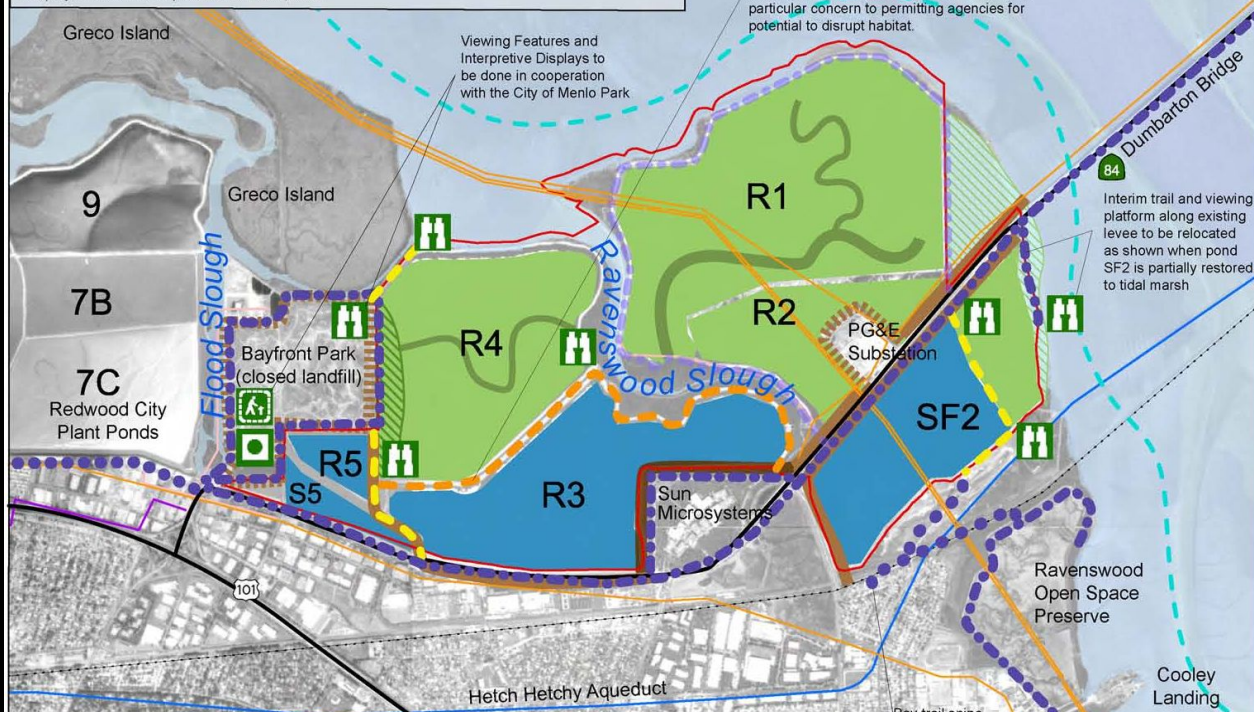 particular concern to permitting agencies for
potential to disrupt habitat.
Greco Island
Viewing Features and
Interpretive Displays to
be done in cooperation
with the City of Menlo Park
Dumbarton Bridge
84
Greco Island
9
R1
Interim trail and viewing
platform along existing
levee to be relocated
as shown when pond
SF2 is partially restored
to tidal marsh
Flood Slough
Ravenswood Slough
7B
R2
PG&E
Substation
R4
Bayfront Park
(closed landfill)
7C
Redwood City
Plant Ponds
SF2
R5
S5
R3
Sun
Microsystems
101
Ravenswood
Open Space
Preserve
Hetch Hetchy Aqueduct
Cooley
Landing